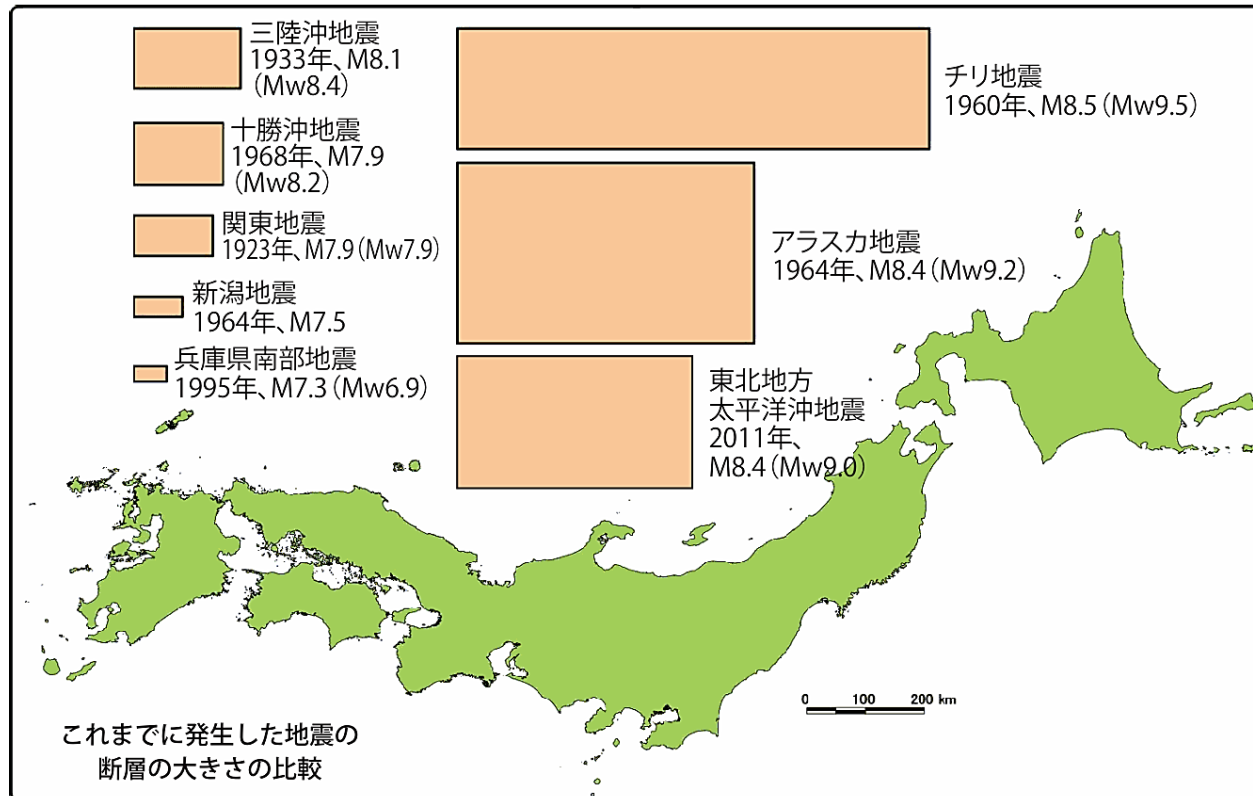 三陸沖地震
1933年、M8.1
(Mw8.4)
十勝沖地震
1968年、M7.9
(Mw8.2)
関東地震
1923年、M7.9(Mw7.9)
新潟地震
1964年、M7.5
兵庫県南部地震
1995年、M7.3(Mw6.9)
チリ地震
1960年、M8.5(Mw9.5)
アラスカ地震
1964年、M8.4(Mw9.2)
東北地方
太平洋沖地震
2011年、
M8.4(Mw9.0)
0 100 200 km
これまでに発生した地震の
断層の大きさの比較